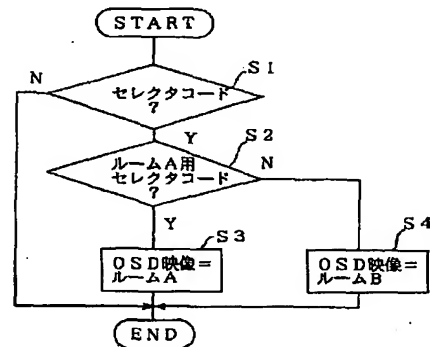 START
S1
N
セレクタコード
?
Y
S2
ルームA用
セレクタコード
?
N
Y
S3
OSD映像=
ルームA
S4
OSD映像=
ルームB
END